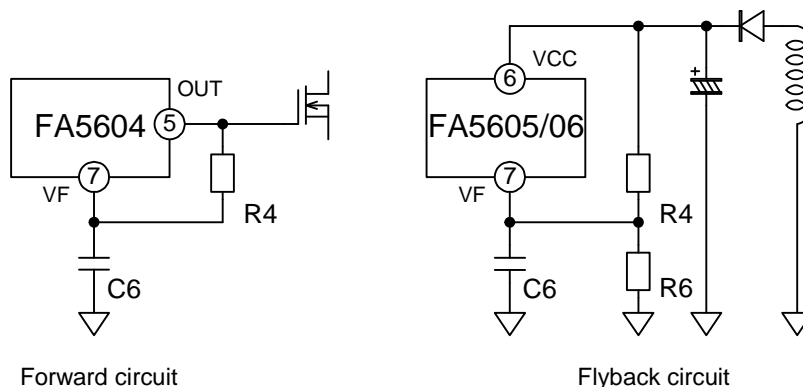 OUT
FA5604
5
7
VF
R4
C6
Forward circuit
VCC
6
FA5605/06
7
VF
R4
+
C6
R6
Flyback circuit